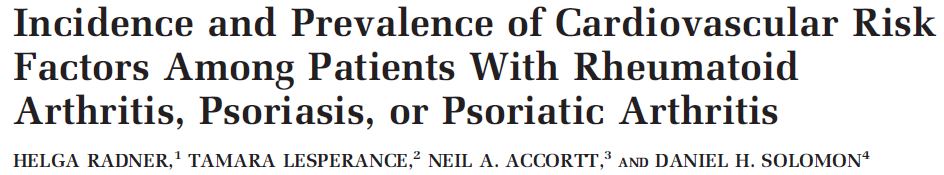 Incidence and Prevalence of Cardiovascular Risk
Factors Among Patients With Rheumatoid
Arthritis, Psoriasis, or Psoriatic Arthritis
HELGA RADNER,¹ TAMARA LESPERANCE,² NEIL A. ACCORTT,³ AND DANIEL H. SOLOMON⁴